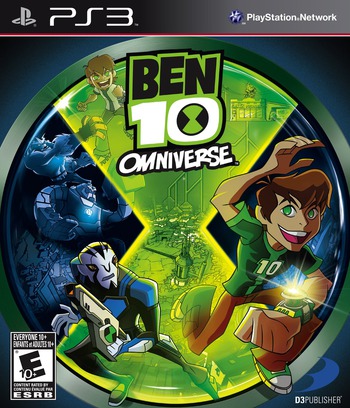 PS3
PlayStation®Network
BEN
10
OMNIVERSE
10
EVERYONE 10+
ENFANTS et ADULTES 10+
E
10+
CONTENT RATED BY
CONTENU ÉVALUÉ PAR
ESRB
D3PUBLISHER